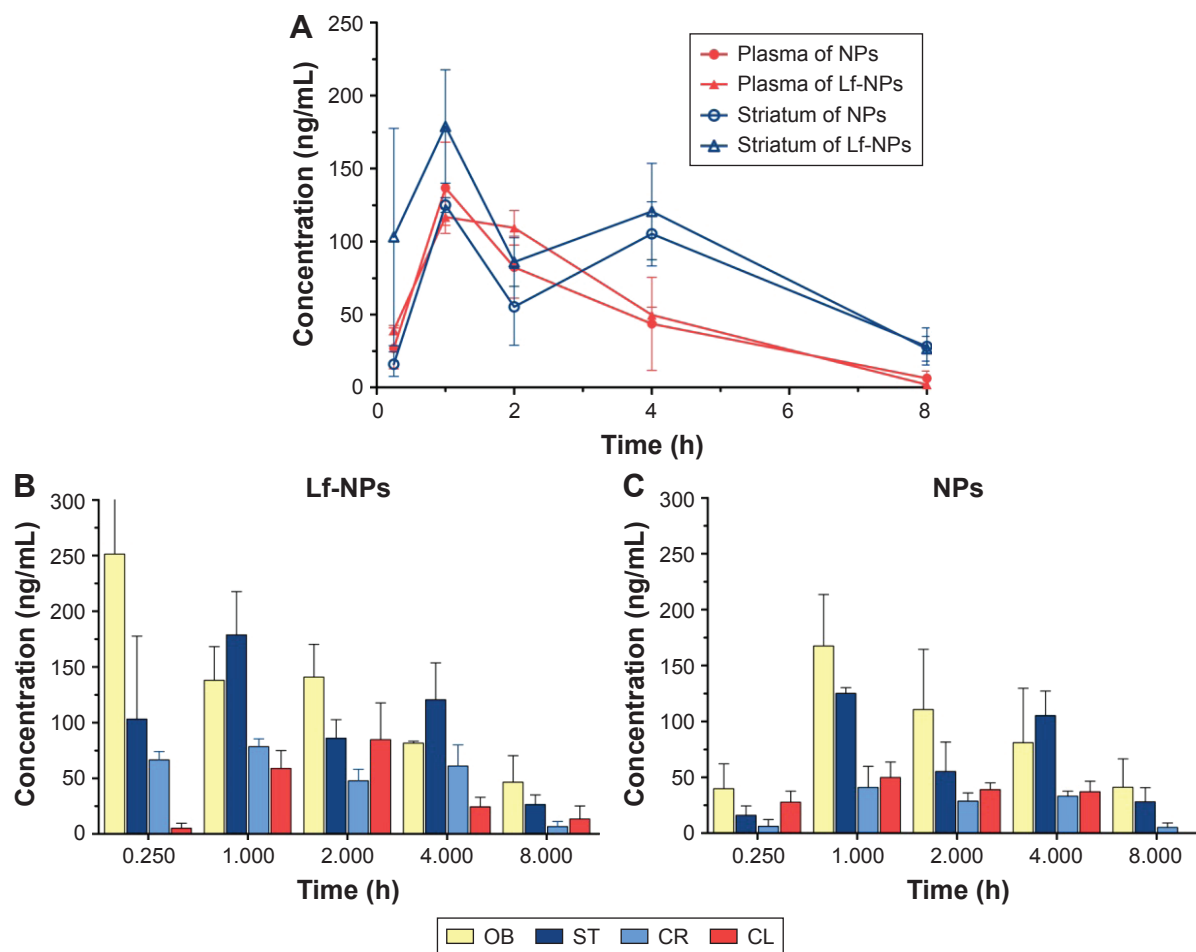 A
250
200
150
100
50
0
Concentration (ng/mL)
0 2 4 6 8
Time (h)
Plasma of NPs
Plasma of Lf-NPs
Striatum of NPs
Striatum of Lf-NPs
B
Lf-NPs
300
250
200
150
100
50
0
Concentration (ng/mL)
0.250 1.000 2.000 4.000 8.000
Time (h)
C
NPs
300
250
200
150
100
50
0
Concentration (ng/mL)
0.250 1.000 2.000 4.000 8.000
Time (h)
OB ST CR CL